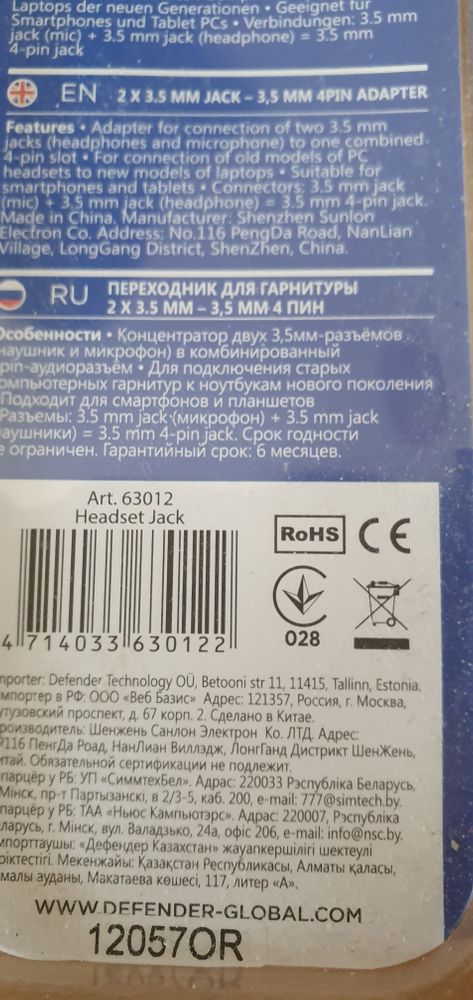 Laptops der neuen Generationen • Geeignet für
Smartphones und Tablet PCs • Verbindungen: 3.5 mm
jack (mic) + 3.5 mm jack (headphone) = 3.5 mm
4-pin jack
EN 2 X 3.5 MM JACK – 3,5 MM 4PIN ADAPTER
Features • Adapter for connection of two 3.5 mm
jacks (headphones and microphone) to one combined
4-pin slot • For connection of old models of PC
headsets to new models of laptops • Suitable for
smartphones and tablets • Connectors: 3.5 mm jack
(mic) + 3.5 mm jack (headphone) = 3.5 mm 4-pin jack.
Made in China. Manufacturer: Shenzhen Sunlon
Electron Co. Address: No.116 PengDa Road, NanLian
Village, LongGang District, ShenZhen, China.
RU ПЕРЕХОДНИК ДЛЯ ГАРНИТУРЫ
2 X 3.5 MM – 3,5 MM 4 ПИН
Особенности • Концентратор двух 3,5мм-разъёмов
наушник и микрофон) в комбинированный
pin-аудиоразъём • Для подключения старых
омпьютерных гарнитур к ноутбукам нового поколения
Подходит для смартфонов и планшетов
Разъемы: 3.5 mm jack (микрофон) + 3.5 mm jack
аушники) = 3.5 mm 4-pin jack. Срок годности
е ограничен. Гарантийный срок: 6 месяцев.
Art. 63012
Headset Jack
RoHS CE
028
4 714033 630122
mporter: Defender Technology OÜ, Betooni str 11, 11415, Tallinn, Estonia.
мпортер в РФ: ООО «Веб Базис» Адрес: 121357, Россия, г. Москва,
утузовский проспект, д. 67 корп. 2. Сделано в Китае.
роизводитель: Шенжень Санлон Электрон Ко. ЛТД. Адрес:
№116 ПенгДа Роад, НанЛиан Виллэдж, ЛонгГанд Дистрикт ШенЖень,
итай. Обязательной сертификации не подлежит.
мпарцёр у РБ: УП «СиммтехБел». Адрас: 220033 Рэспубліка Беларусь,
Мінск, пр-т Партызанскі, в 2/3-5, каб. 200, e-mail: 777@simtech.by.
мпарцёр у РБ: ТАА «Ньюс Кампьютэрс». Адрас: 220007, Рэспубліка
еларусь, г. Мінск, вул. Валадзько, 24а, офіс 206, e-mail: info@nsc.by.
мпорттаушы: «Дефендер Казахстан» жауапкершілігі шектеулі
еріктестігі. Мекенжайы: Қазақстан Республикасы, Алматы қаласы,
малы ауданы, Макатаева көшесі, 117, литер «А».
WWW.DEFENDER-GLOBAL.COM
12057OR